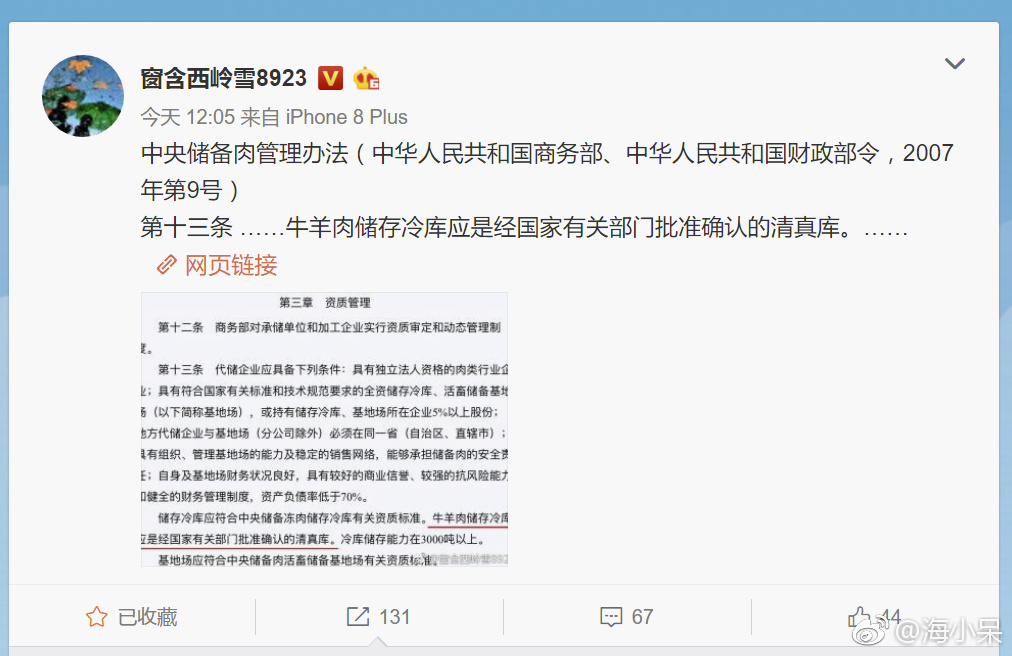 窗含西岭雪8923
今天 12:05 来自 iPhone 8 Plus
中央储备肉管理办法（中华人民共和国商务部、中华人民共和国财政部令，2007
年第9号）
第十三条 ……牛羊肉储存冷库应是经国家有关部门批准确认的清真库。……
网页链接
第三章 资质管理
第十二条 商务部对承储单位和加工企业实行资质审定和动态管理制
度。
第十三条 代储企业应具备下列条件：具有独立法人资格的肉类行业企
业；具有符合国家有关标准和技术规范要求的全资储存冷库、活畜储备基地
场（以下简称基地场），或持有储存冷库、基地场所在企业5%以上股份；
地方代储企业与基地场（分公司除外）必须在同一省（自治区、直辖市）；
具有组织、管理基地场的能力及稳定的销售网络，能够承担储备肉的安全责
任；自身及基地场财务状况良好，具有较好的商业信誉、较强的抗风险能力
和健全的财务管理制度，资产负债率低于70%。
储存冷库应符合中央储备冻肉储存冷库有关资质标准。牛羊肉储存冷库
应是经国家有关部门批准确认的清真库。冷库储存能力在3000吨以上。
基地场应符合中央储备肉活畜储备基地场有关资质标准。
已收藏
131
67
44
@海小呆